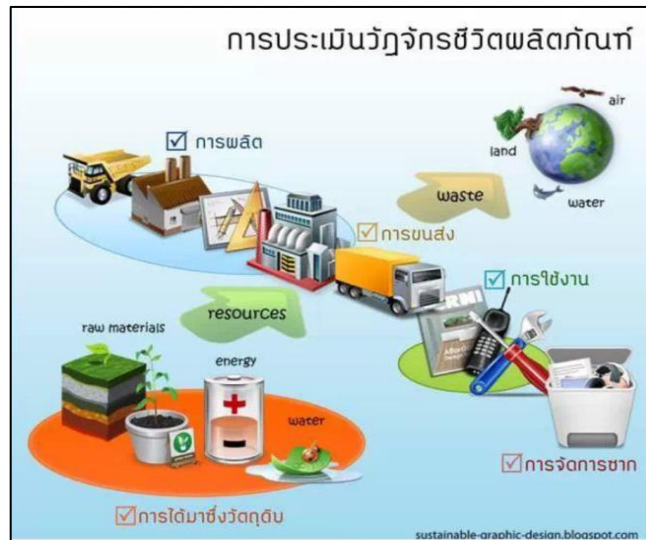 การประเมินวัฎจักรชีวิตผลิตภัณฑ์
air
land
water
การผลิต
waste
การขนส่ง
การใช้งาน
resources
raw materials
energy
water
การจัดการซาก
การได้มาซึ่งวัตถุดิบ
sustainable-graphic-design.blogspot.com